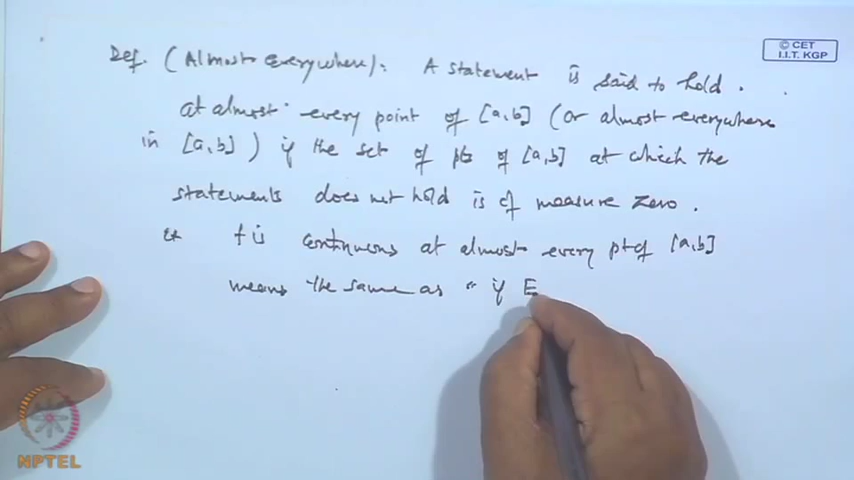 © CET
I.I.T. KGP
Def. (Almost Everywhere): A statement is said to hold.
at almost every point of [a,b] (or almost everywhere
in [a,b]) if the set of pts of [a,b] at which the
statements does not hold is of measure zero.
f is continuous at almost every pt of [a,b]
means the same as " if E
NPTEL